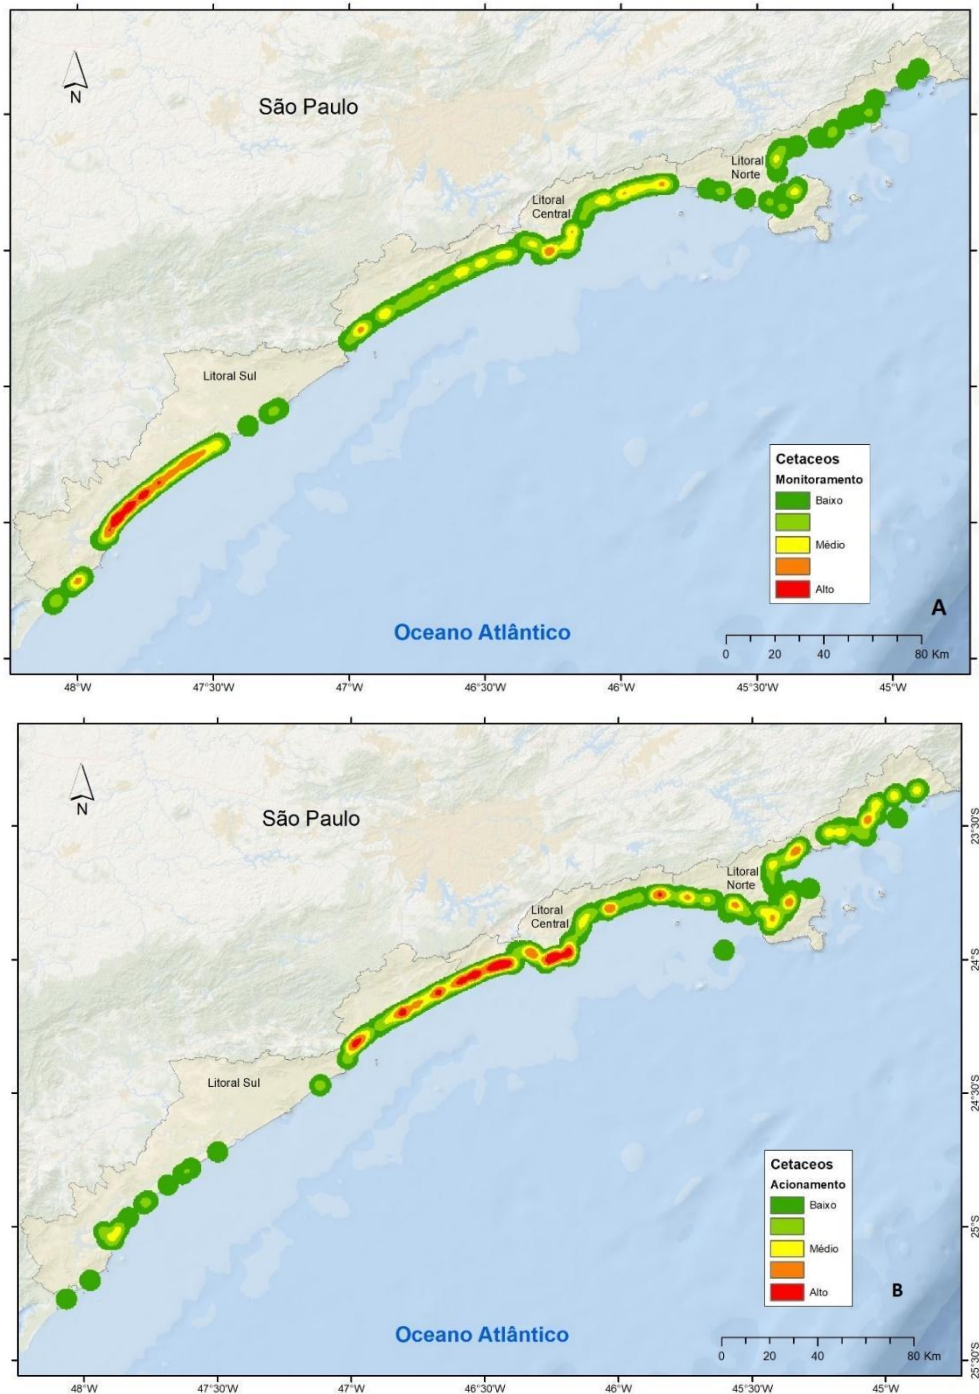 N
São Paulo
Litoral
Norte
Litoral
Central
Litoral Sul
Cetaceos
Monitoramento
Baixo
Médio
Alto
A
Oceano Atlântico
0 20 40 80 Km
48°W 47°30'W 47°W 46°30'W 46°W 45°30'W 45°W
N
São Paulo
23°30'S
Litoral
Norte
Litoral
Central
24°S
Litoral Sul
24°30'S
Cetaceos
Acionamento
Baixo
25°S
Médio
Alto
B
Oceano Atlântico
0 20 40 80 Km
25°30'S
48°W 47°30'W 47°W 46°30'W 46°W 45°30'W 45°W